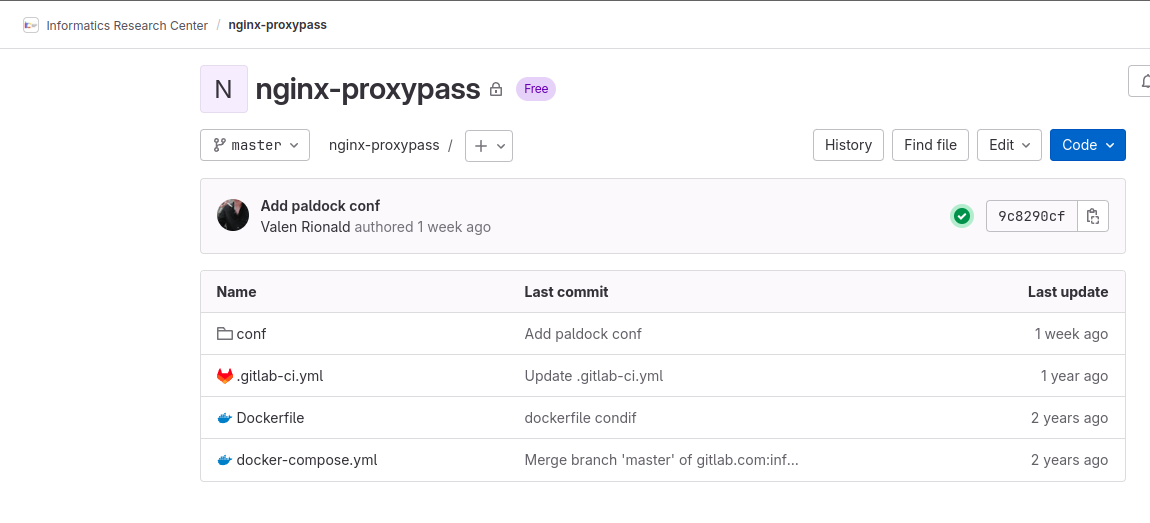 Informatics Research Center / nginx-proxypass
N nginx-proxypass Free
master nginx-proxypass / + History Find file Edit Code
Add paldock conf
Valen Rionald authored 1 week ago
9c8290cf
Name Last commit Last update
conf Add paldock conf 1 week ago
.gitlab-ci.yml Update .gitlab-ci.yml 1 year ago
Dockerfile dockerfile condif 2 years ago
docker-compose.yml Merge branch 'master' of gitlab.com:inf... 2 years ago